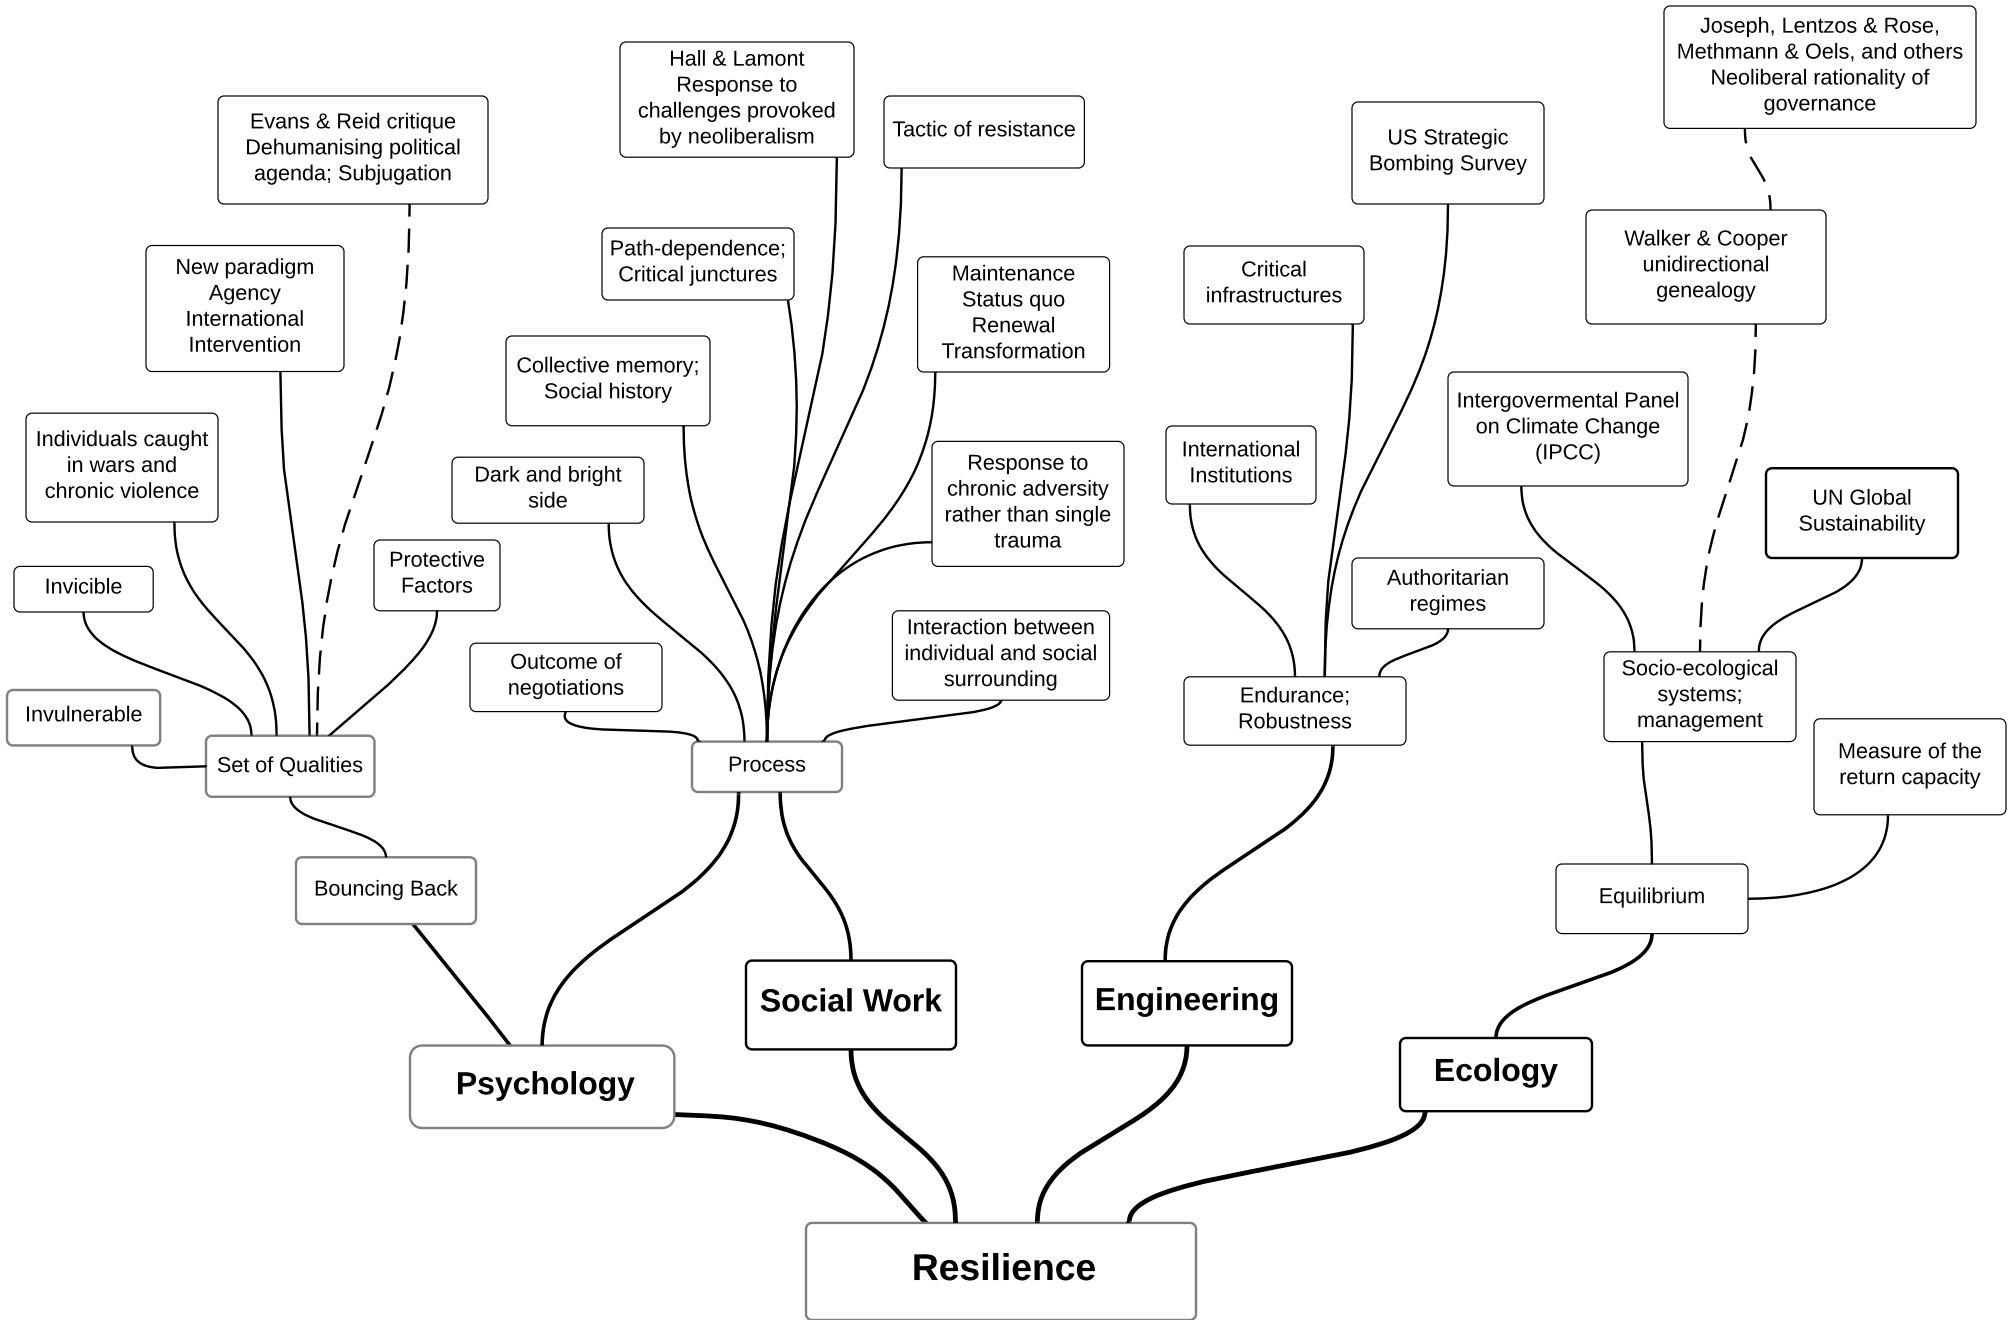 Joseph, Lentzos & Rose,
Methmann & Oels, and others
Neoliberal rationality of
governance
Hall & Lamont
Response to
challenges provoked
by neoliberalism
Evans & Reid critique
Dehumanising political
agenda; Subjugation
Tactic of resistance
US Strategic
Bombing Survey
Walker & Cooper
unidirectional
genealogy
Path-dependence;
Critical junctures
New paradigm
Agency
International
Intervention
Maintenance
Status quo
Renewal
Transformation
Critical
infrastructures
Collective memory;
Social history
Intergovermental Panel
on Climate Change
(IPCC)
Individuals caught
in wars and
chronic violence
Dark and bright
side
Response to
chronic adversity
rather than single
trauma
International
Institutions
UN Global
Sustainability
Invicible
Protective
Factors
Authoritarian
regimes
Outcome of
negotiations
Interaction between
individual and social
surrounding
Socio-ecological
systems;
management
Invulnerable
Set of Qualities
Process
Endurance;
Robustness
Measure of the
return capacity
Bouncing Back
Equilibrium
Social Work
Engineering
Psychology
Ecology
Resilience